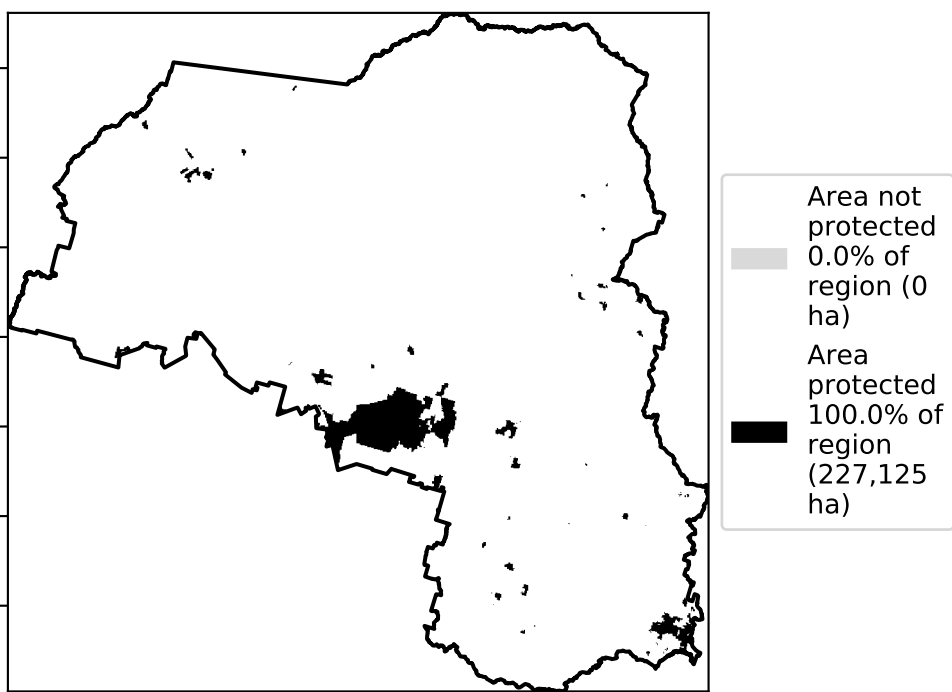 Area not
protected
0.0% of
region (0
ha)
Area
protected
100.0% of
region
(227,125
ha)